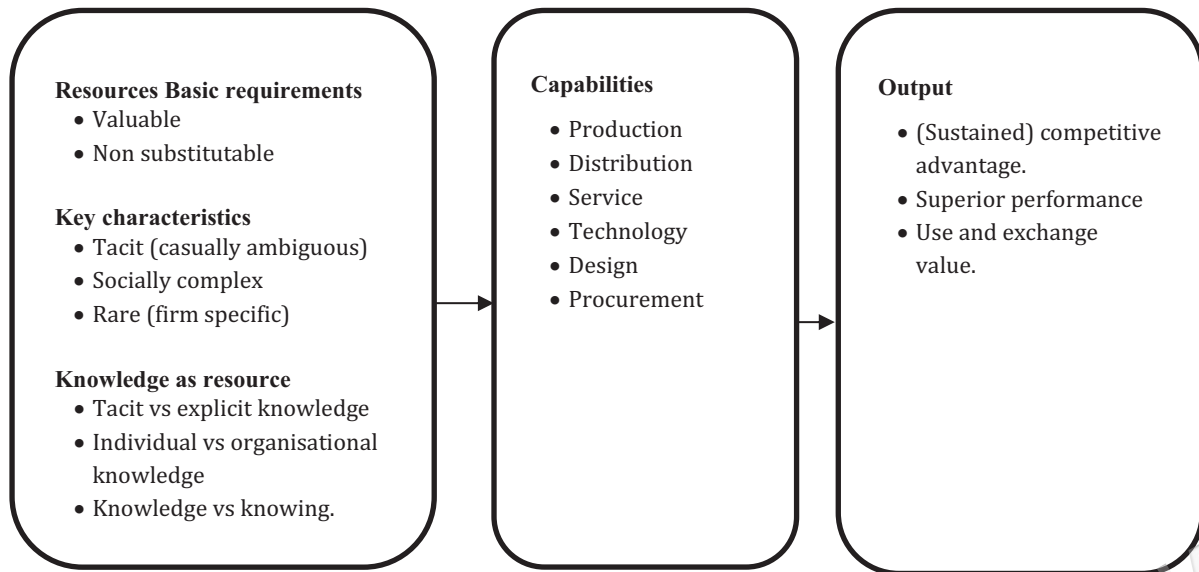 Resources Basic requirements
• Valuable
• Non substitutable
Key characteristics
• Tacit (casually ambiguous)
• Socially complex
• Rare (firm specific)
Knowledge as resource
• Tacit vs explicit knowledge
• Individual vs organisational
knowledge
• Knowledge vs knowing.
Capabilities
• Production
• Distribution
• Service
• Technology
• Design
• Procurement
Output
• (Sustained) competitive
advantage.
• Superior performance
• Use and exchange
value.